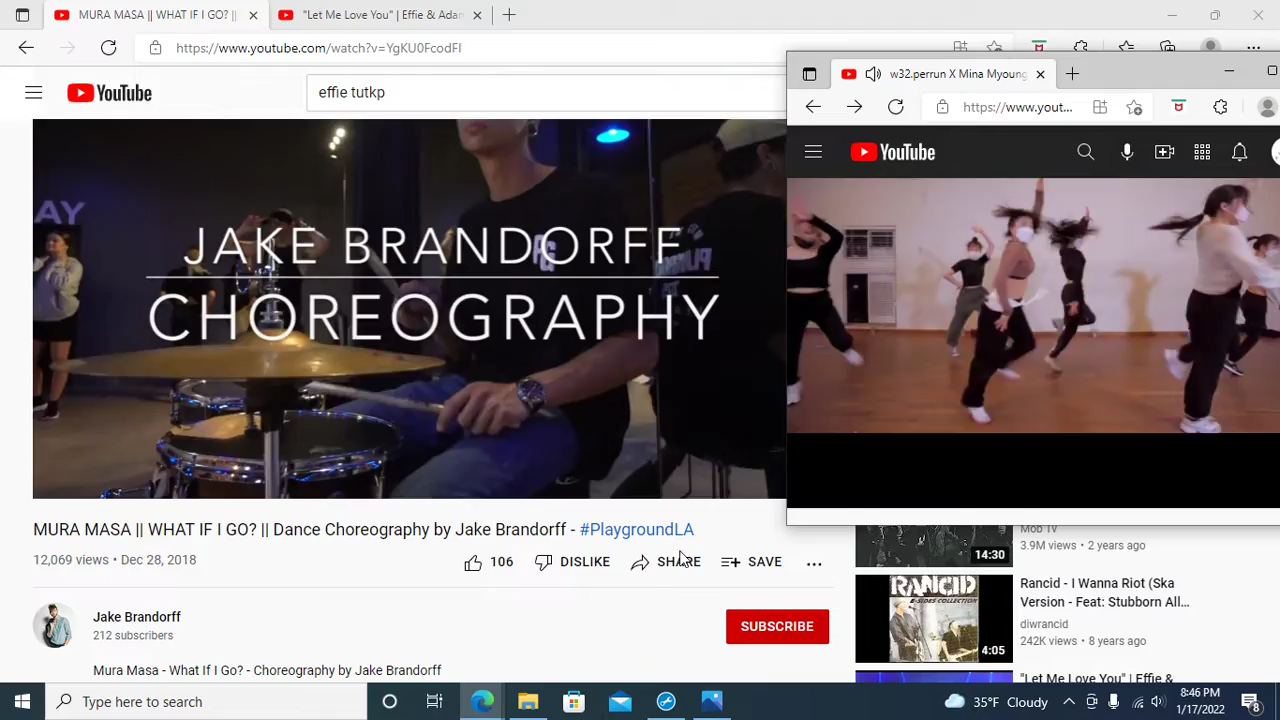 MURA MASA || WHAT IF I GO? ||
"Let Me Love You" | Effie & Adar
https://www.youtube.com/watch?v=YgKU0FcodFI
YouTube
effie tutkp
w32.perrun X Mina Myoung
https://www.yout...
YouTube
PLAY
JAKE BRANDORFF
CHOREOGRAPHY
MURA MASA || WHAT IF I GO? || Dance Choreography by Jake Brandorff - #PlaygroundLA
12,069 views • Dec 28, 2018
106 DISLIKE SHARE SAVE
Jake Brandorff
212 subscribers
SUBSCRIBE
Mura Masa - What If I Go? - Choreography by Jake Brandorff
Mob Tv
3.9M views • 2 years ago
14:30
RANCID
B-SIDES COLLECTION
4:05
Rancid - I Wanna Riot (Ska
Version - Feat: Stubborn All...
diwrancid
242K views • 8 years ago
"Let Me Love You" | Effie &
Type here to search
35°F Cloudy
8:46 PM
1/17/2022
8